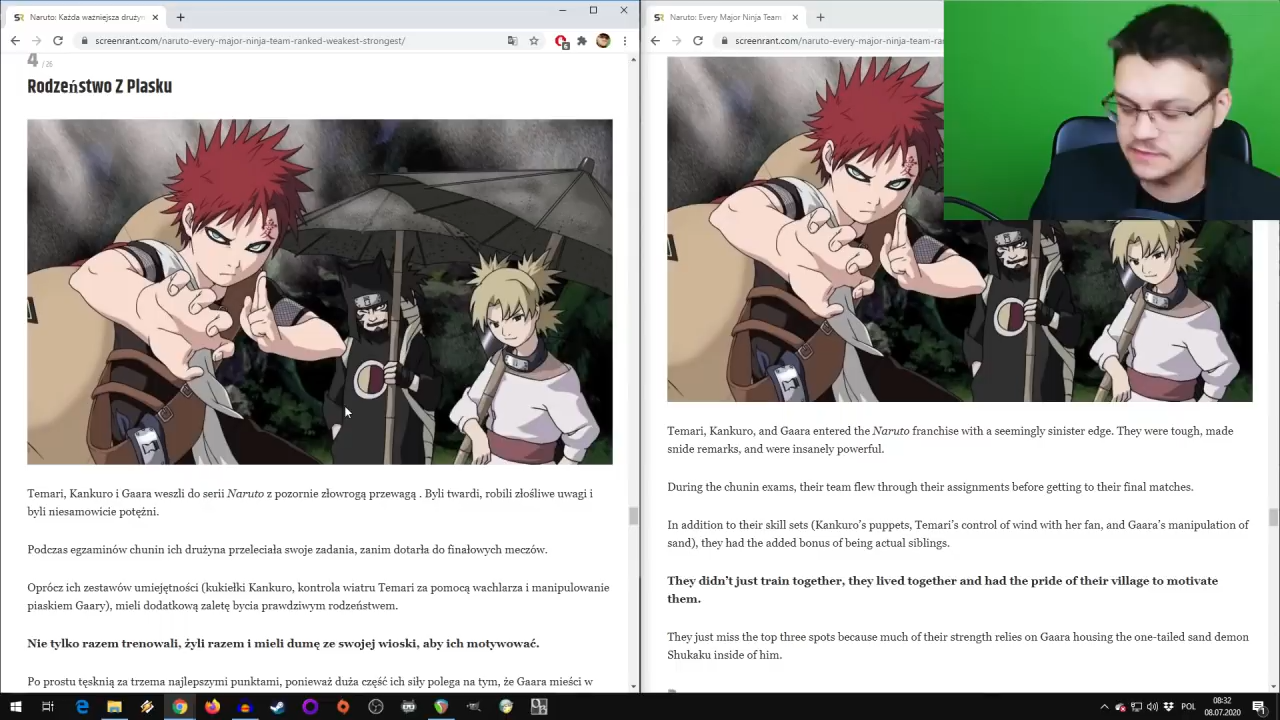 Naruto: Każda ważniejsza drużyn
screenrant.com/naruto-every-major-ninja-team-ranked-weakest-strongest/
4 / 26
Rodzeństwo Z Piasku
Temari, Kankuro i Gaara weszli do serii Naruto z pozornie złowrogą przewagą . Byli twardi, robili złośliwe uwagi i
byli niesamowicie potężni.
Podczas egzaminów chunin ich drużyna przeleciała swoje zadania, zanim dotarła do finałowych meczów.
Oprócz ich zestawów umiejętności (kukiełki Kankuro, kontrola wiatru Temari za pomocą wachlarza i manipulowanie
piaskiem Gaary), mieli dodatkową zaletę bycia prawdziwym rodzeństwem.
Nie tylko razem trenowali, żyli razem i mieli dumę ze swojej wioski, aby ich motywować.
Po prostu tęsknią za trzema najlepszymi punktami, ponieważ duża część ich siły polega na tym, że Gaara mieści w
Naruto: Every Major Ninja Team
screenrant.com/naruto-every-major-ninja-team-ra
Temari, Kankuro, and Gaara entered the Naruto franchise with a seemingly sinister edge. They were tough, made
snide remarks, and were insanely powerful.
During the chunin exams, their team flew through their assignments before getting to their final matches.
In addition to their skill sets (Kankuro's puppets, Temari's control of wind with her fan, and Gaara's manipulation of
sand), they had the added bonus of being actual siblings.
They didn't just train together, they lived together and had the pride of their village to motivate
them.
They just miss the top three spots because much of their strength relies on Gaara housing the one-tailed sand demon
Shukaku inside of him.
POL
08:32
08.07.2020